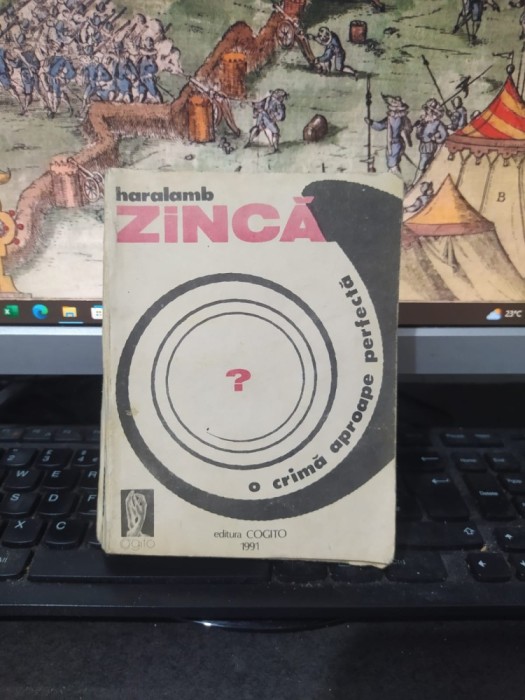 haralamb
ZiNCĂ
o crimă aproape perfectă
?
cogito
editura COGITO
1991
B
23°C
W
E
R
S
D
F
X
C